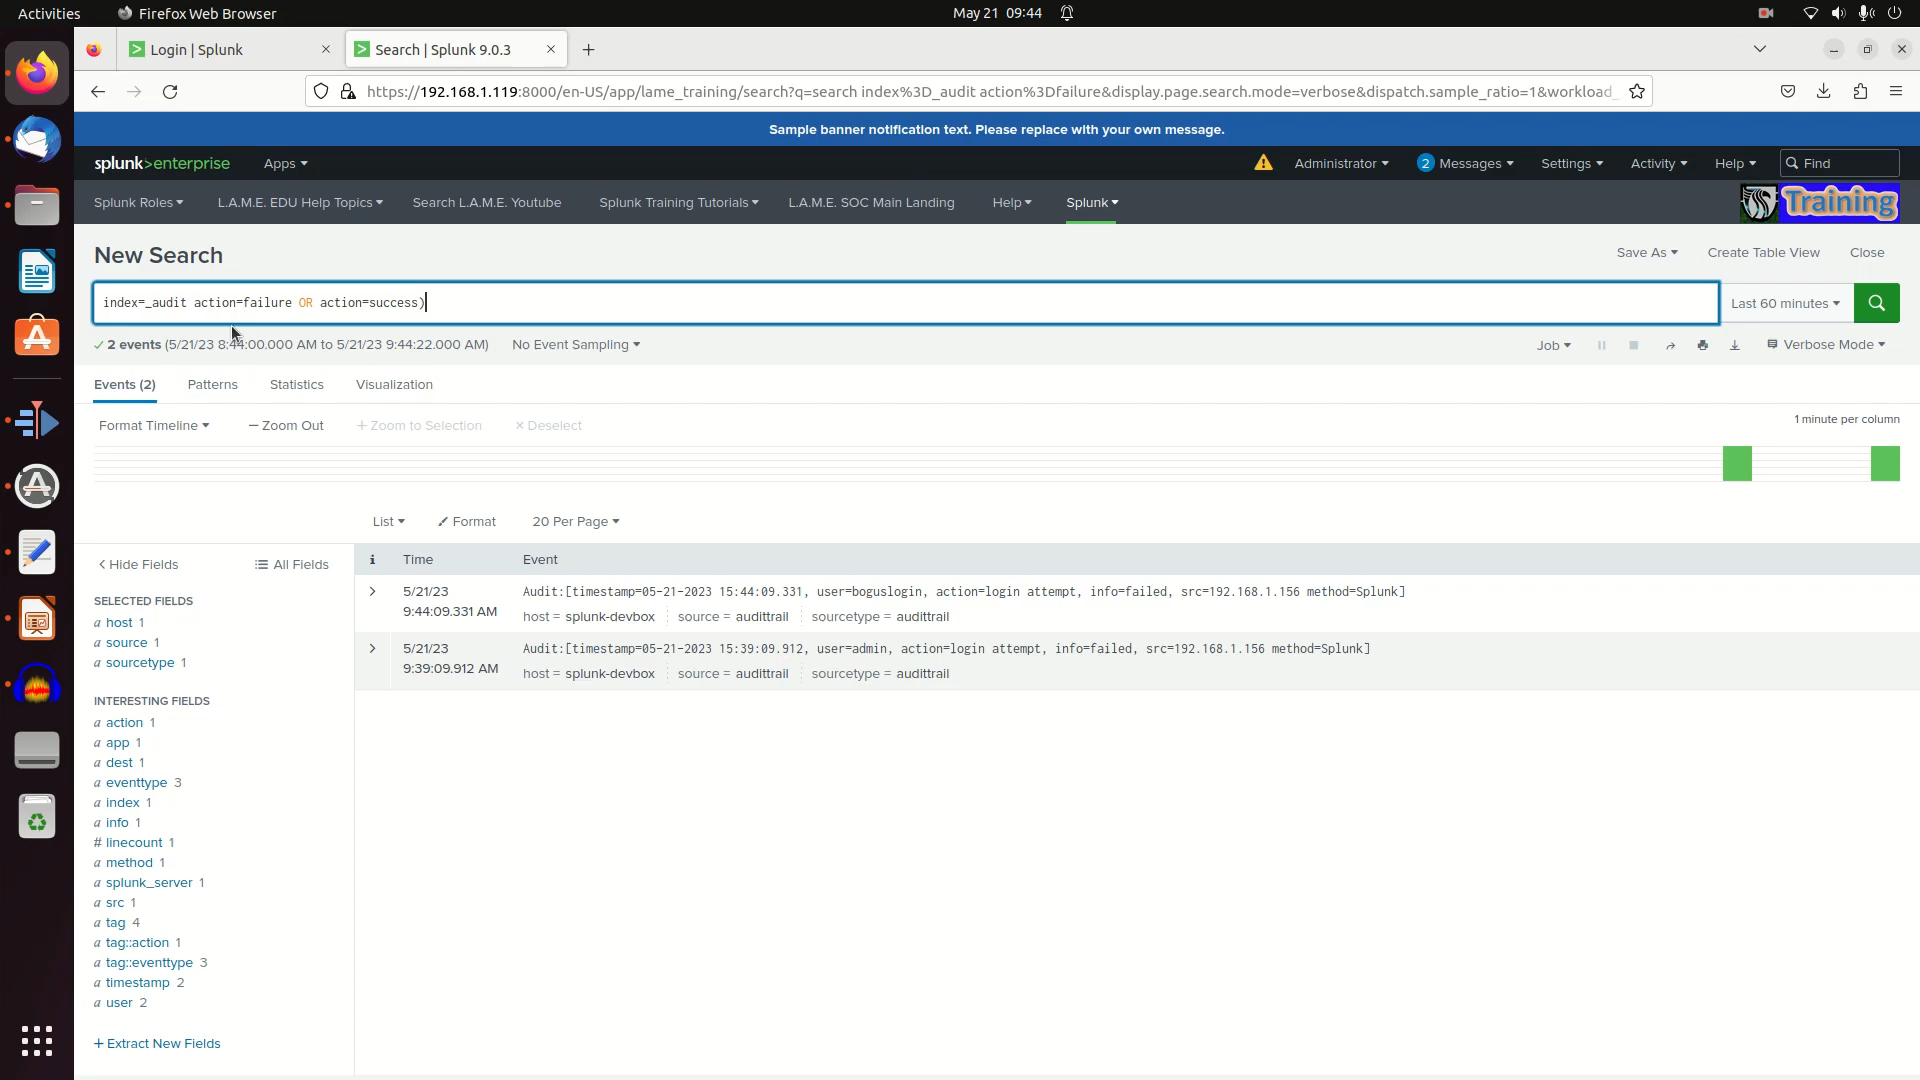 Activities
Firefox Web Browser
May 21 09:44
Login | Splunk
Search | Splunk 9.0.3
https://192.168.1.119:8000/en-US/app/lame_training/search?q=search index%3D_audit action%3Dfailure&display.page.search.mode=verbose&dispatch.sample_ratio=1&workload_
Sample banner notification text. Please replace with your own message.
splunk>enterprise
Apps
Administrator
2 Messages
Settings
Activity
Help
Find
Splunk Roles
L.A.M.E. EDU Help Topics
Search L.A.M.E. Youtube
Splunk Training Tutorials
L.A.M.E. SOC Main Landing
Help
Splunk
Training
New Search
Save As
Create Table View
Close
index=_audit action=failure OR action=success)
Last 60 minutes
✓ 2 events (5/21/23 8:44:00.000 AM to 5/21/23 9:44:22.000 AM)
No Event Sampling
Job
Verbose Mode
Events (2)
Patterns
Statistics
Visualization
Format Timeline
− Zoom Out
+ Zoom to Selection
× Deselect
1 minute per column
List
Format
20 Per Page
< Hide Fields
All Fields
i
Time
Event
SELECTED FIELDS
a host 1
a source 1
a sourcetype 1
INTERESTING FIELDS
a action 1
a app 1
a dest 1
a eventtype 3
a index 1
a info 1
# linecount 1
a method 1
a splunk_server 1
a src 1
a tag 4
a tag::action 1
a tag::eventtype 3
a timestamp 2
a user 2
+ Extract New Fields
5/21/23
9:44:09.331 AM
Audit:[timestamp=05-21-2023 15:44:09.331, user=boguslogin, action=login attempt, info=failed, src=192.168.1.156 method=Splunk]
host = splunk-devbox
source = audittrail
sourcetype = audittrail
5/21/23
9:39:09.912 AM
Audit:[timestamp=05-21-2023 15:39:09.912, user=admin, action=login attempt, info=failed, src=192.168.1.156 method=Splunk]
host = splunk-devbox
source = audittrail
sourcetype = audittrail